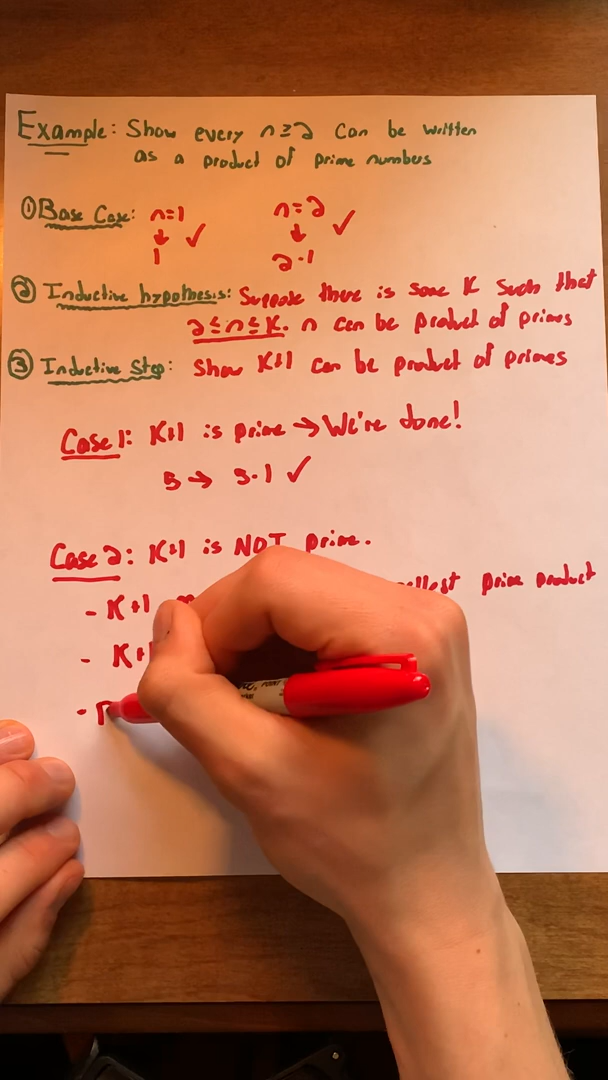 Example: Show every n≥2 can be written
as a product of prime numbers
① Base Case: n=1 n=2
↓ ✓ ↓ ✓
1 2·1
② Inductive hypothesis: Suppose there is some K such that
2≤n≤K. n can be product of primes
③ Inductive Step: Show K+1 can be product of primes
Case 1: K+1 is prime → We're done!
5 → 5·1 ✓
Case 2: K+1 is NOT prime.
- K+1 prime product
- K+1
-